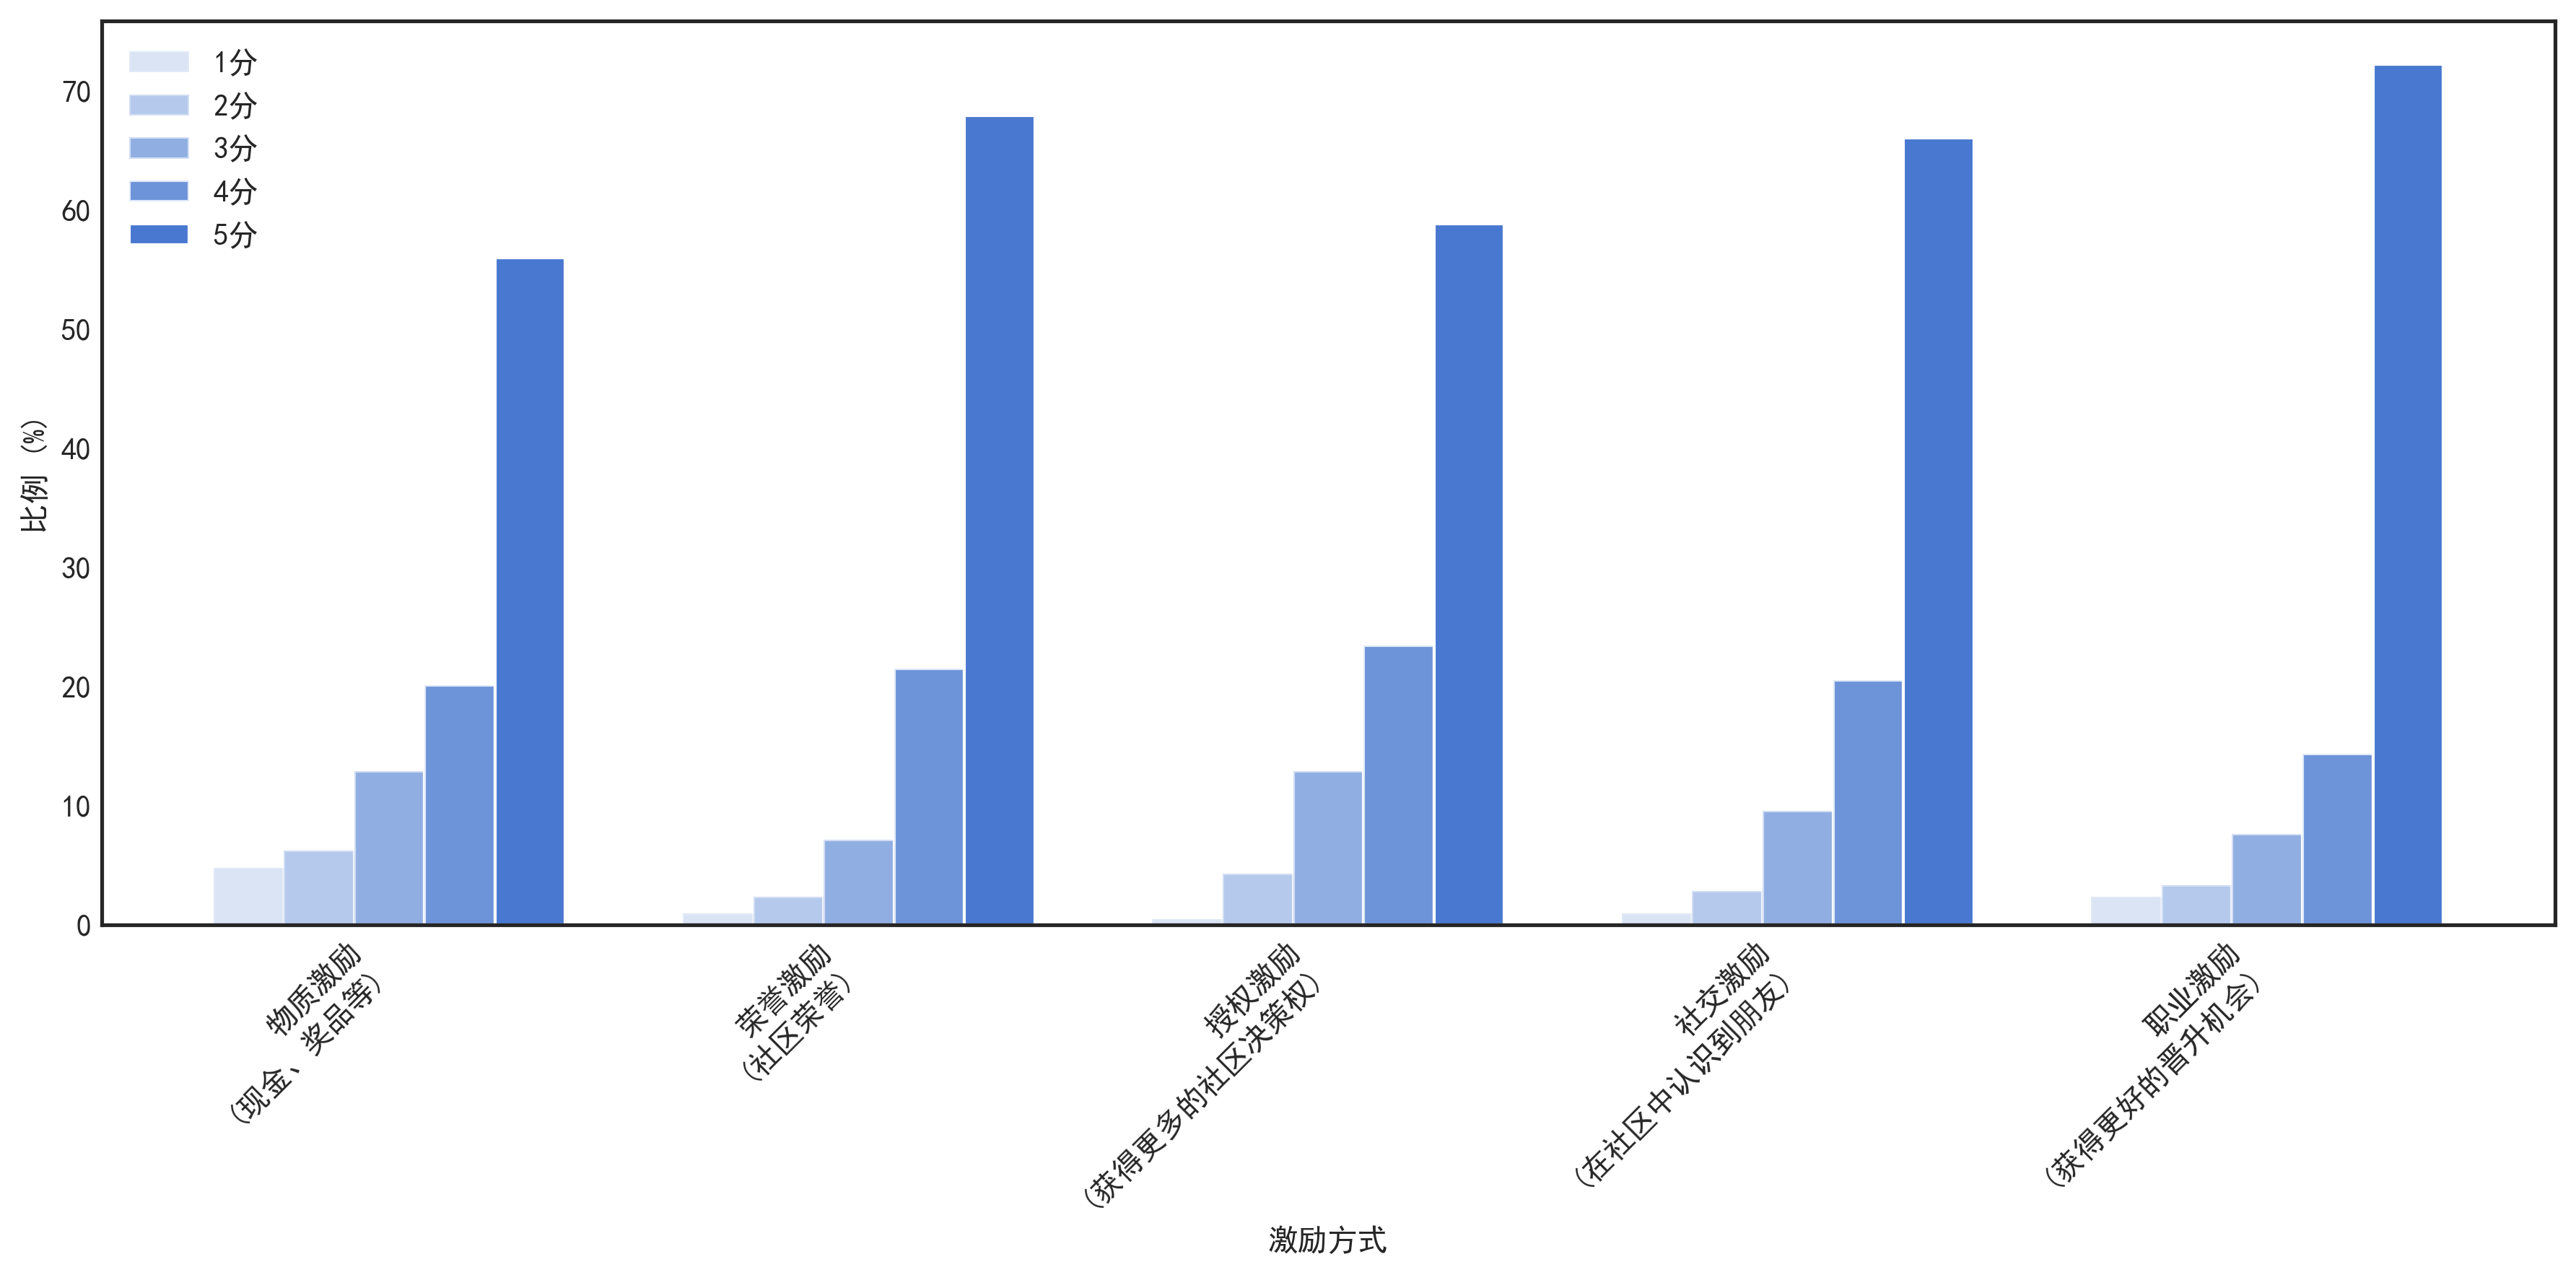 1分
2分
3分
4分
5分
70
60
50
40
30
20
10
0
比例 (%)
物质激励
(现金、奖品等)
荣誉激励
(社区荣誉)
授权激励
(获得更多的社区决策权)
社交激励
(在社区中认识到朋友)
职业激励
(获得更好的晋升机会)
激励方式